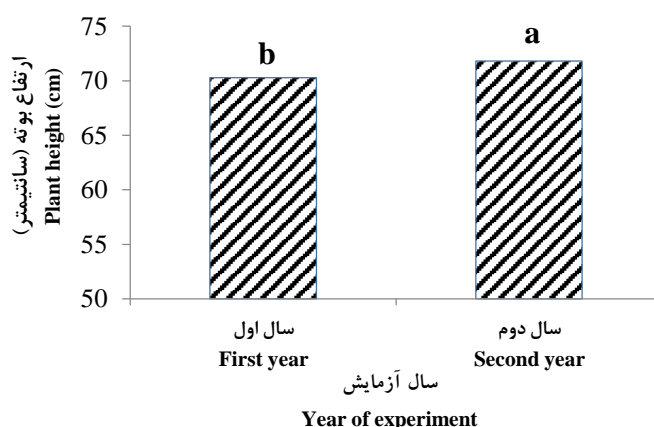 ارتفاع بوته (سانتیمتر)
Plant height (cm)
75
70
65
60
55
50
b
a
سال اول
First year
سال دوم
Second year
سال آزمایش
Year of experiment